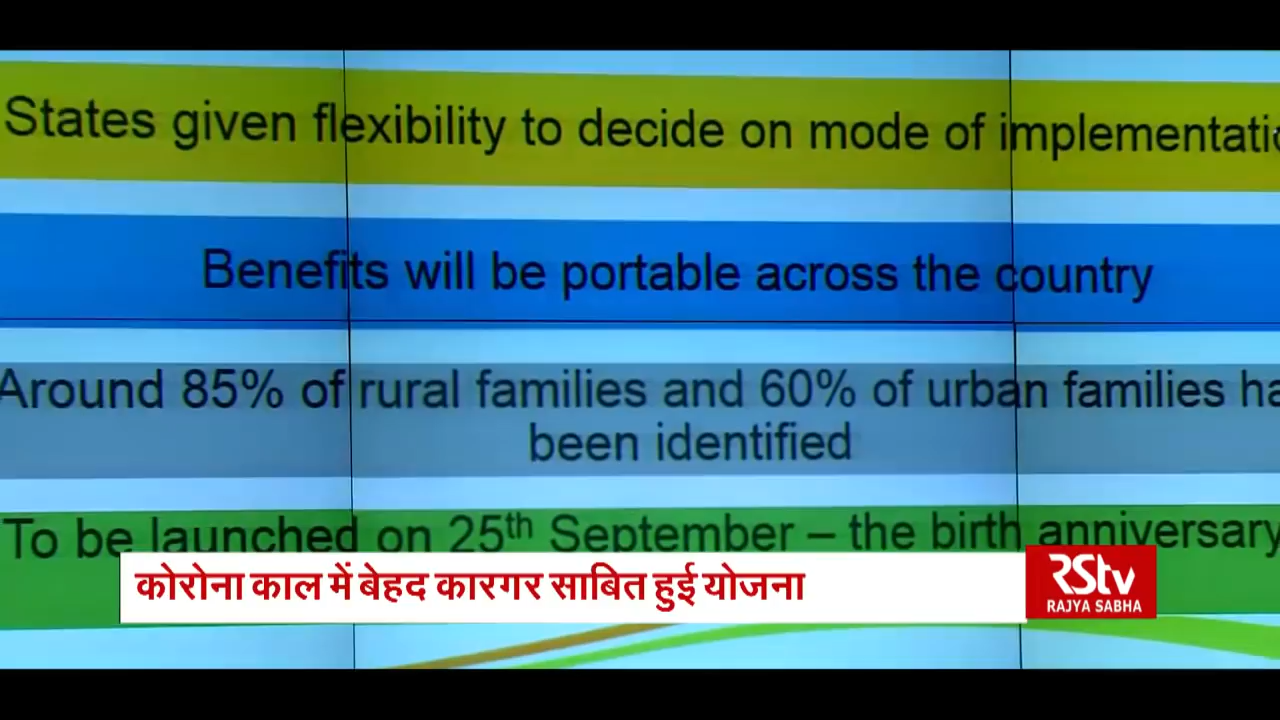 States given flexibility to decide on mode of
Benefits will be portable across the country
Around 85% of rural families and 60% of urban families
been identified
To be launched on 25th September – the birth anniversary
कोरोना काल में बेहद कारगर साबित हुई योजना
RStv
RAJYA SABHA